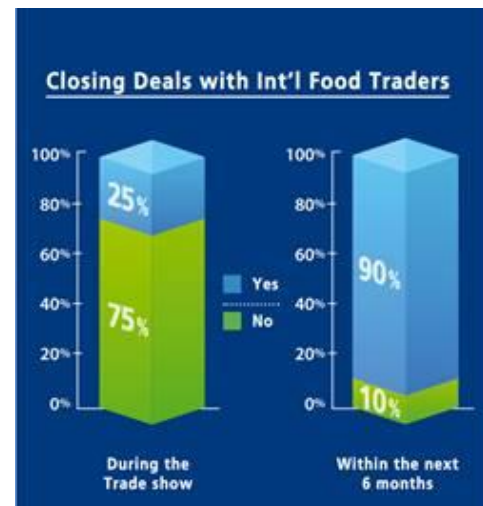 Closing Deals with Int'l Food Traders
100%
80%
60%
40%
20%
0%
25%
75%
During the
Trade show
Yes
No
100%
80%
60%
40%
20%
0%
90%
10%
Within the next
6 months